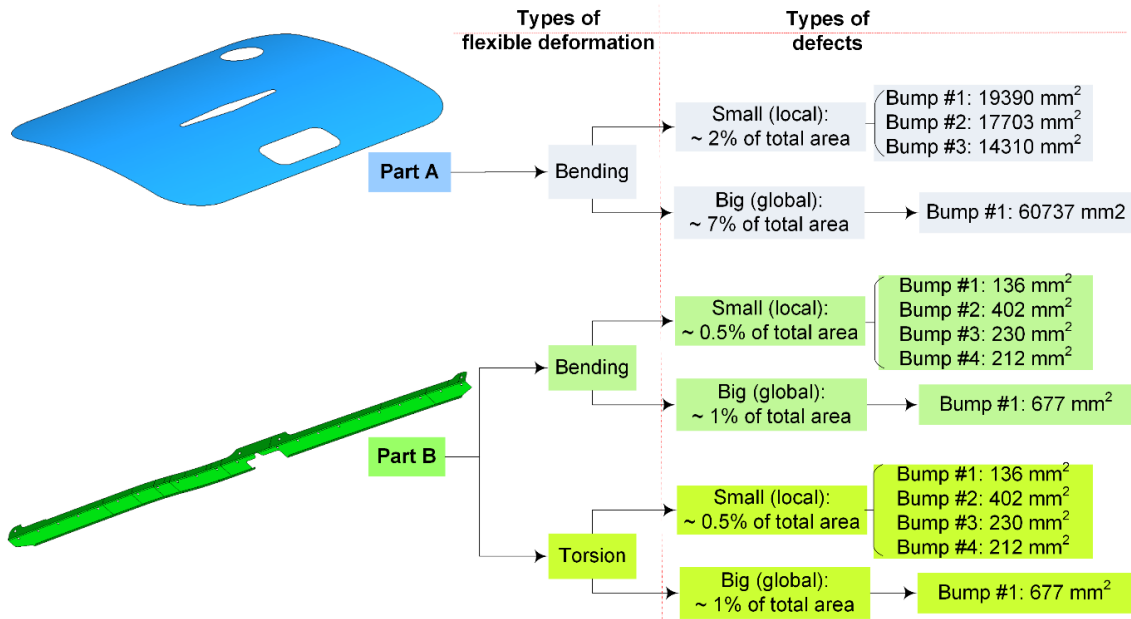 Types of
flexible deformation
Types of
defects
Part A
Bending
Small (local):
~ 2% of total area
Bump #1: 19390 mm²
Bump #2: 17703 mm²
Bump #3: 14310 mm²
Big (global):
~ 7% of total area
Bump #1: 60737 mm2
Part B
Bending
Small (local):
~ 0.5% of total area
Bump #1: 136 mm²
Bump #2: 402 mm²
Bump #3: 230 mm²
Bump #4: 212 mm²
Big (global):
~ 1% of total area
Bump #1: 677 mm²
Torsion
Small (local):
~ 0.5% of total area
Bump #1: 136 mm²
Bump #2: 402 mm²
Bump #3: 230 mm²
Bump #4: 212 mm²
Big (global):
~ 1% of total area
Bump #1: 677 mm²